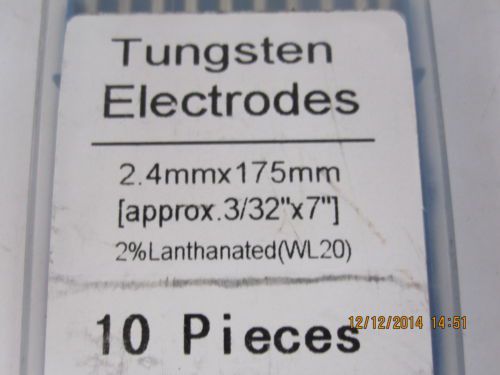 Tungsten
Electrodes
2.4mmx175mm
[approx.3/32"x7"]
2%Lanthanated(WL20)
10 Pieces
12/12/2014 14:51